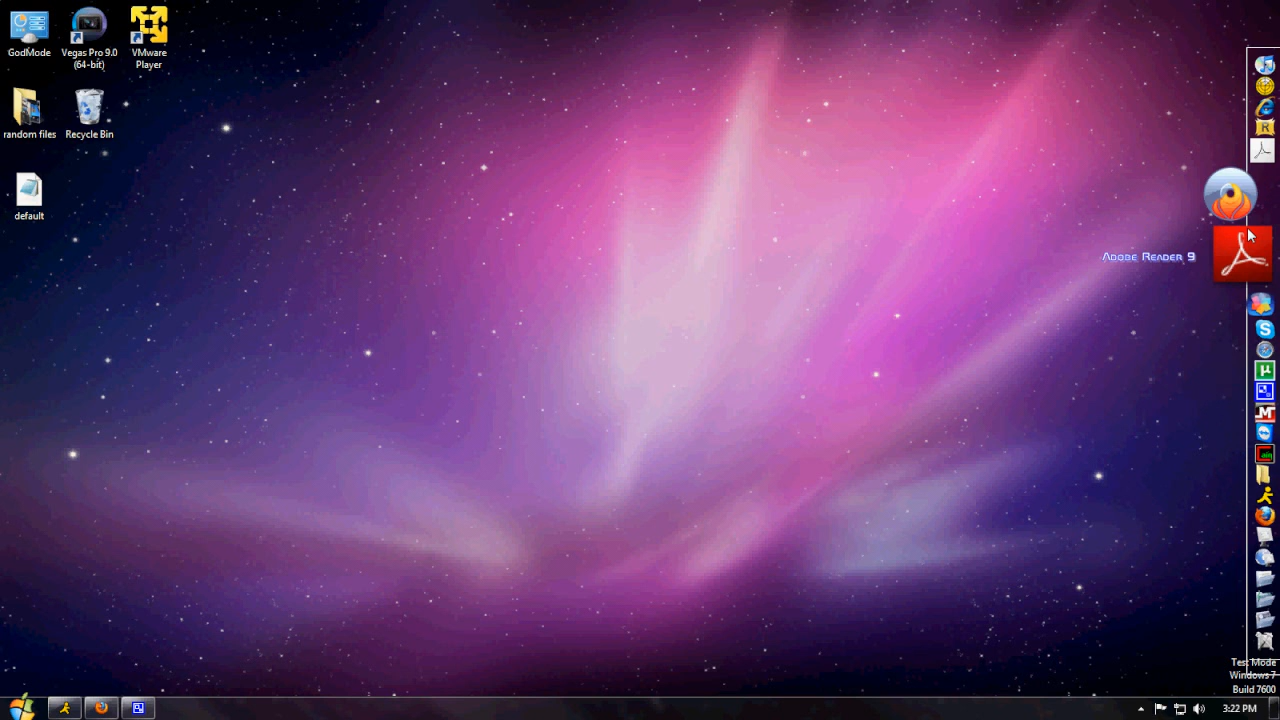 GodMode
Vegas Pro 9.0
(64-bit)
VMware
Player
random files
Recycle Bin
default
Adobe Reader 9
R
S
µ
M
Test Mode
Windows 7
Build 7600
3:22 PM